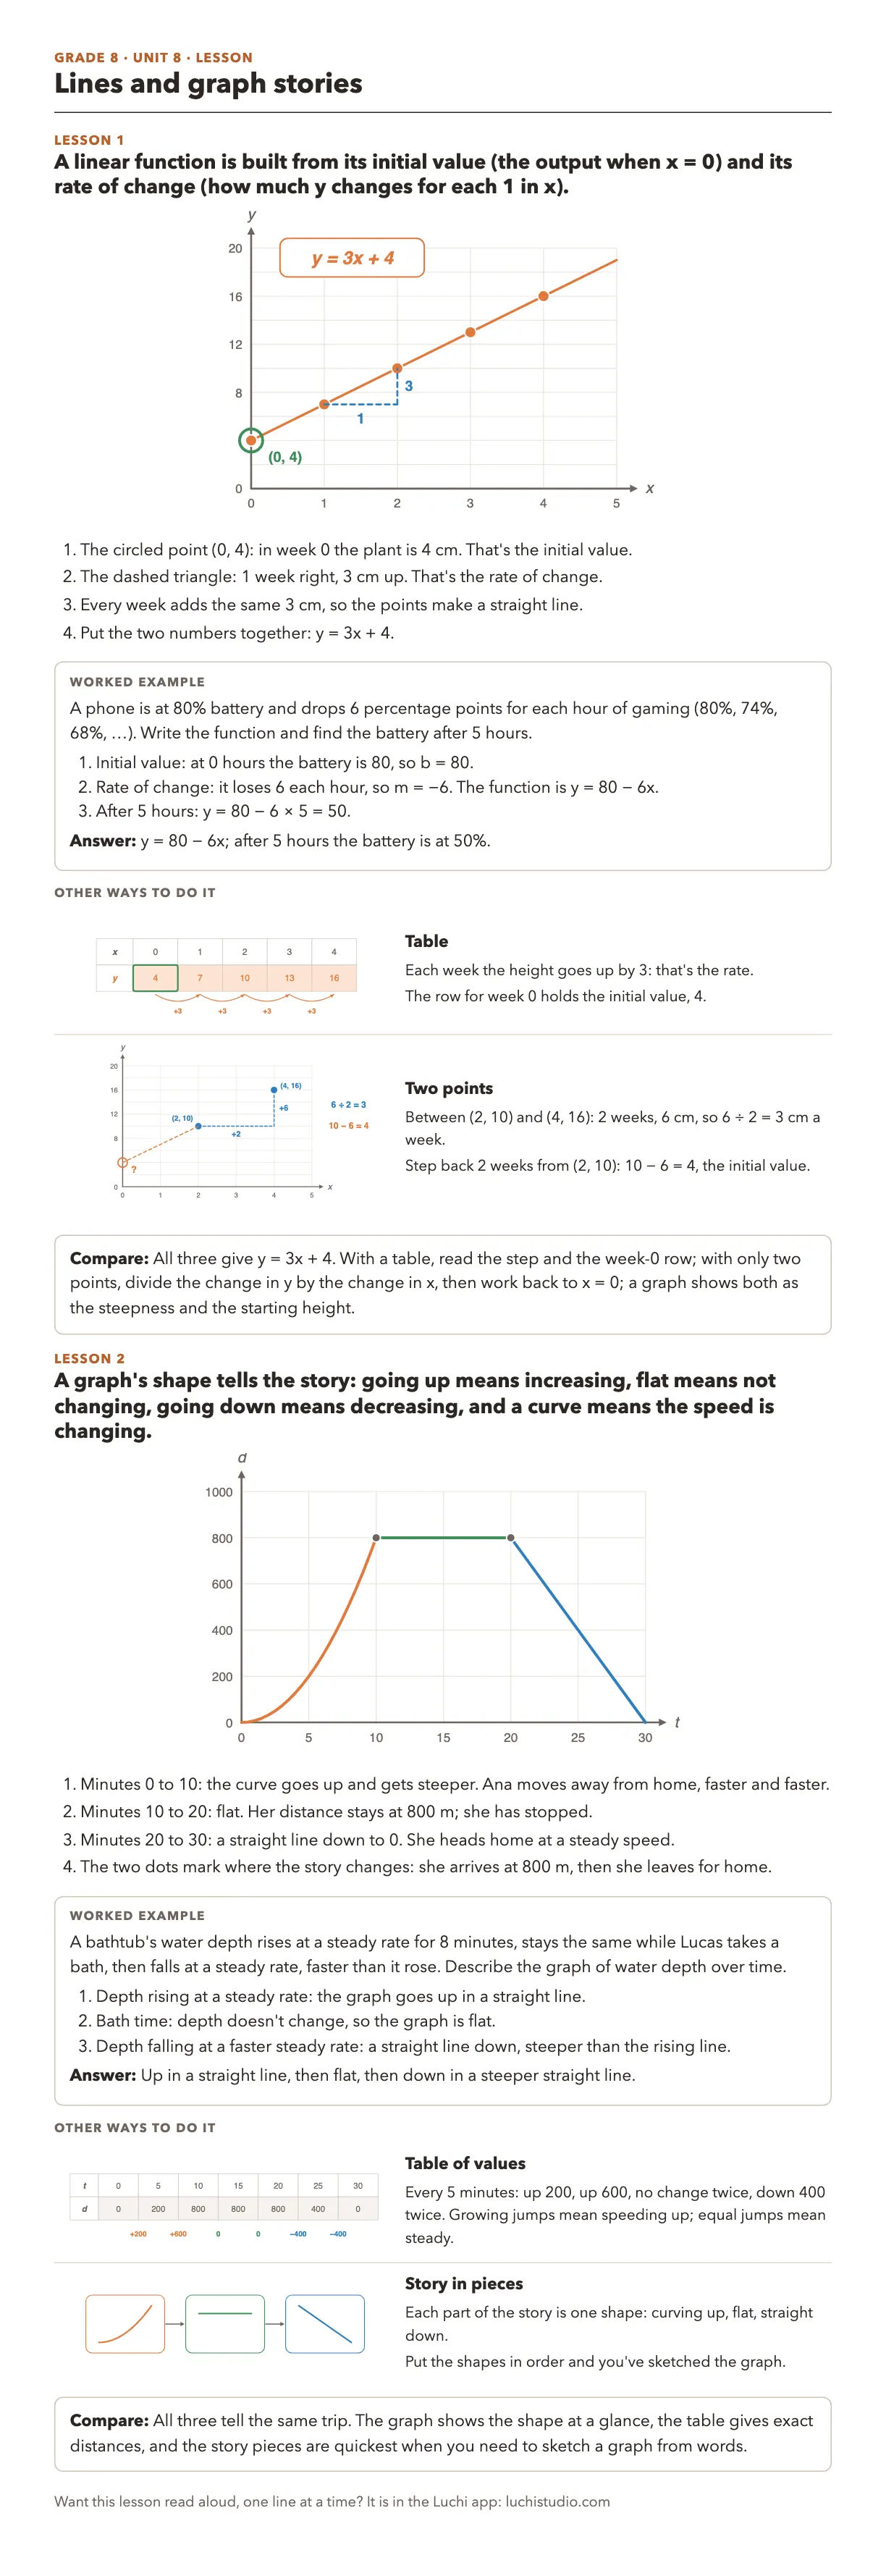 GRADE 8 · UNIT 8 · LESSON
Lines and graph stories
LESSON 1
A linear function is built from its initial value (the output when x = 0) and its
rate of change (how much y changes for each 1 in x).
y
20
16
12
8
0
y = 3x + 4
3
1
(0, 4)
0 1 2 3 4 5 x
1. The circled point (0, 4): in week 0 the plant is 4 cm. That's the initial value.
2. The dashed triangle: 1 week right, 3 cm up. That's the rate of change.
3. Every week adds the same 3 cm, so the points make a straight line.
4. Put the two numbers together: y = 3x + 4.
WORKED EXAMPLE
A phone is at 80% battery and drops 6 percentage points for each hour of gaming (80%, 74%,
68%, …). Write the function and find the battery after 5 hours.
1. Initial value: at 0 hours the battery is 80, so b = 80.
2. Rate of change: it loses 6 each hour, so m = −6. The function is y = 80 − 6x.
3. After 5 hours: y = 80 − 6 × 5 = 50.
Answer: y = 80 − 6x; after 5 hours the battery is at 50%.
OTHER WAYS TO DO IT
x 0 1 2 3 4
y 4 7 10 13 16
+3 +3 +3 +3
Table
Each week the height goes up by 3: that's the rate.
The row for week 0 holds the initial value, 4.
y
20
16
12
8
0
(4, 16)
+6
(2, 10)
+2
?
6 ÷ 2 = 3
10 − 6 = 4
0 1 2 3 4 5 x
Two points
Between (2, 10) and (4, 16): 2 weeks, 6 cm, so 6 ÷ 2 = 3 cm a
week.
Step back 2 weeks from (2, 10): 10 − 6 = 4, the initial value.
Compare: All three give y = 3x + 4. With a table, read the step and the week-0 row; with only two
points, divide the change in y by the change in x, then work back to x = 0; a graph shows both as
the steepness and the starting height.
LESSON 2
A graph's shape tells the story: going up means increasing, flat means not
changing, going down means decreasing, and a curve means the speed is
changing.
d
1000
800
600
400
200
0
0 5 10 15 20 25 30 t
1. Minutes 0 to 10: the curve goes up and gets steeper. Ana moves away from home, faster and faster.
2. Minutes 10 to 20: flat. Her distance stays at 800 m; she has stopped.
3. Minutes 20 to 30: a straight line down to 0. She heads home at a steady speed.
4. The two dots mark where the story changes: she arrives at 800 m, then she leaves for home.
WORKED EXAMPLE
A bathtub's water depth rises at a steady rate for 8 minutes, stays the same while Lucas takes a
bath, then falls at a steady rate, faster than it rose. Describe the graph of water depth over time.
1. Depth rising at a steady rate: the graph goes up in a straight line.
2. Bath time: depth doesn't change, so the graph is flat.
3. Depth falling at a faster steady rate: a straight line down, steeper than the rising line.
Answer: Up in a straight line, then flat, then down in a steeper straight line.
OTHER WAYS TO DO IT
t 0 5 10 15 20 25 30
d 0 200 800 800 800 400 0
+200 +600 0 0 −400 −400
Table of values
Every 5 minutes: up 200, up 600, no change twice, down 400
twice. Growing jumps mean speeding up; equal jumps mean
steady.
Story in pieces
Each part of the story is one shape: curving up, flat, straight
down.
Put the shapes in order and you've sketched the graph.
Compare: All three tell the same trip. The graph shows the shape at a glance, the table gives exact
distances, and the story pieces are quickest when you need to sketch a graph from words.
Want this lesson read aloud, one line at a time? It is in the Luchi app: luchistudio.com